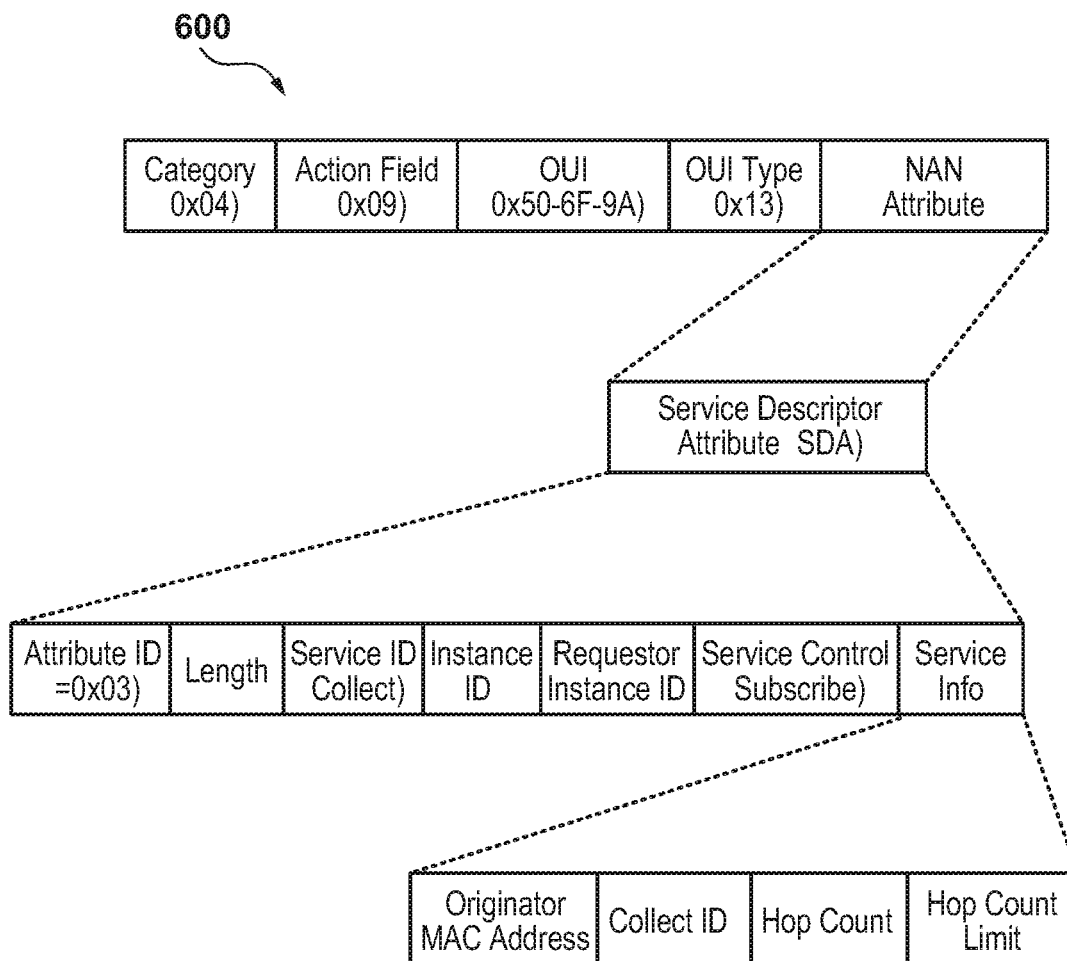 600
Category
0x04)
Action Field
0x09)
OUI
0x50-6F-9A)
OUI Type
0x13)
NAN
Attribute
Service Descriptor
Attribute SDA)
Attribute ID
=0x03)
Length
Service ID
Collect)
Instance
ID
Requestor
Instance ID
Service Control
Subscribe)
Service
Info
Originator
MAC Address
Collect ID
Hop Count
Hop Count
Limit